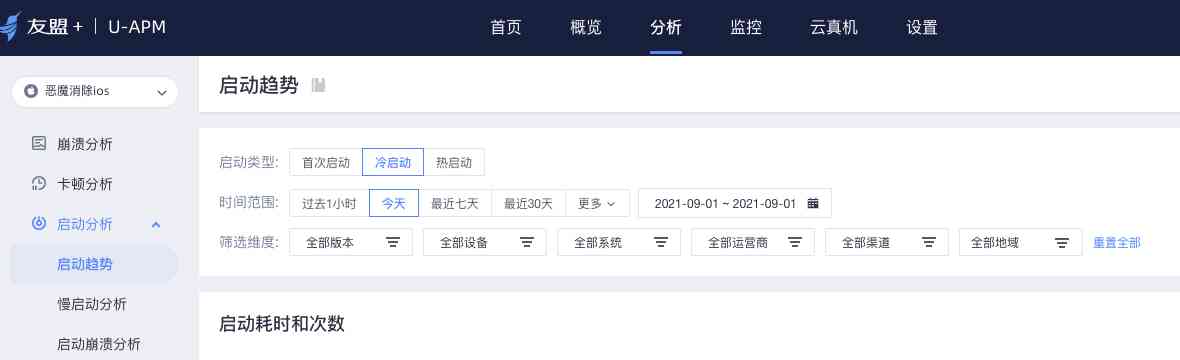 友盟+ | U-APM 首页 概览 分析 监控 云真机 设置
恶魔消除ios
启动趋势
崩溃分析
卡顿分析
启动分析
启动趋势
慢启动分析
启动崩溃分析
启动类型: 首次启动 冷启动 热启动
时间范围: 过去1小时 今天 最近七天 最近30天 更多 2021-09-01 ~ 2021-09-01
筛选维度: 全部版本 全部设备 全部系统 全部运营商 全部渠道 全部地域 重置全部
启动耗时和次数